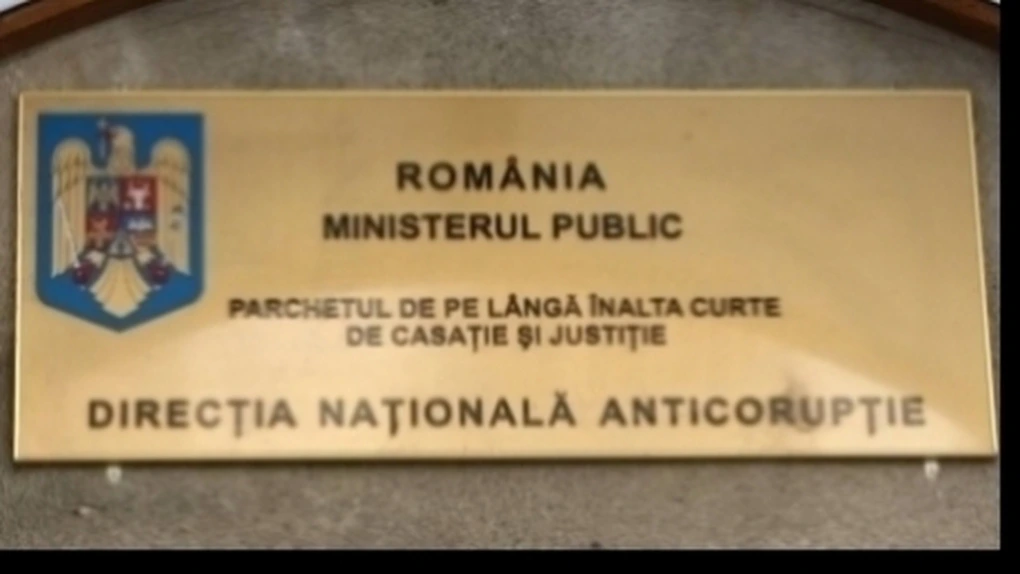 ROMÂNIA
MINISTERUL PUBLIC
PARCHETUL DE PE LÂNGĂ ÎNALTA CURTE
DE CASAŢIE ŞI JUSTIŢIE
DIRECŢIA NAŢIONALĂ ANTICORUPŢIE